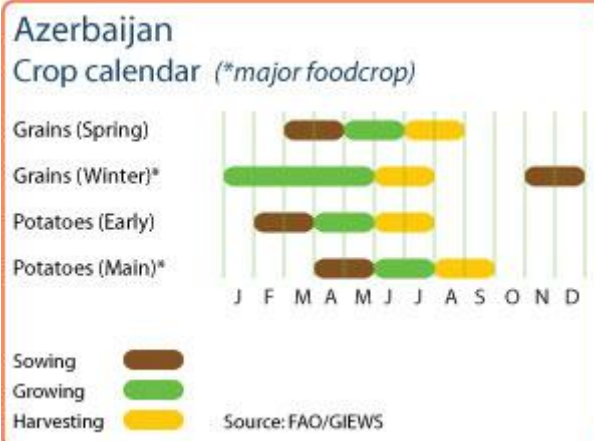 Azerbaijan
Crop calendar (*major foodcrop)
Grains (Spring)
Grains (Winter)*
Potatoes (Early)
Potatoes (Main)*
J F M A M J J A S O N D
Sowing
Growing
Harvesting
Source: FAO/GIEWS